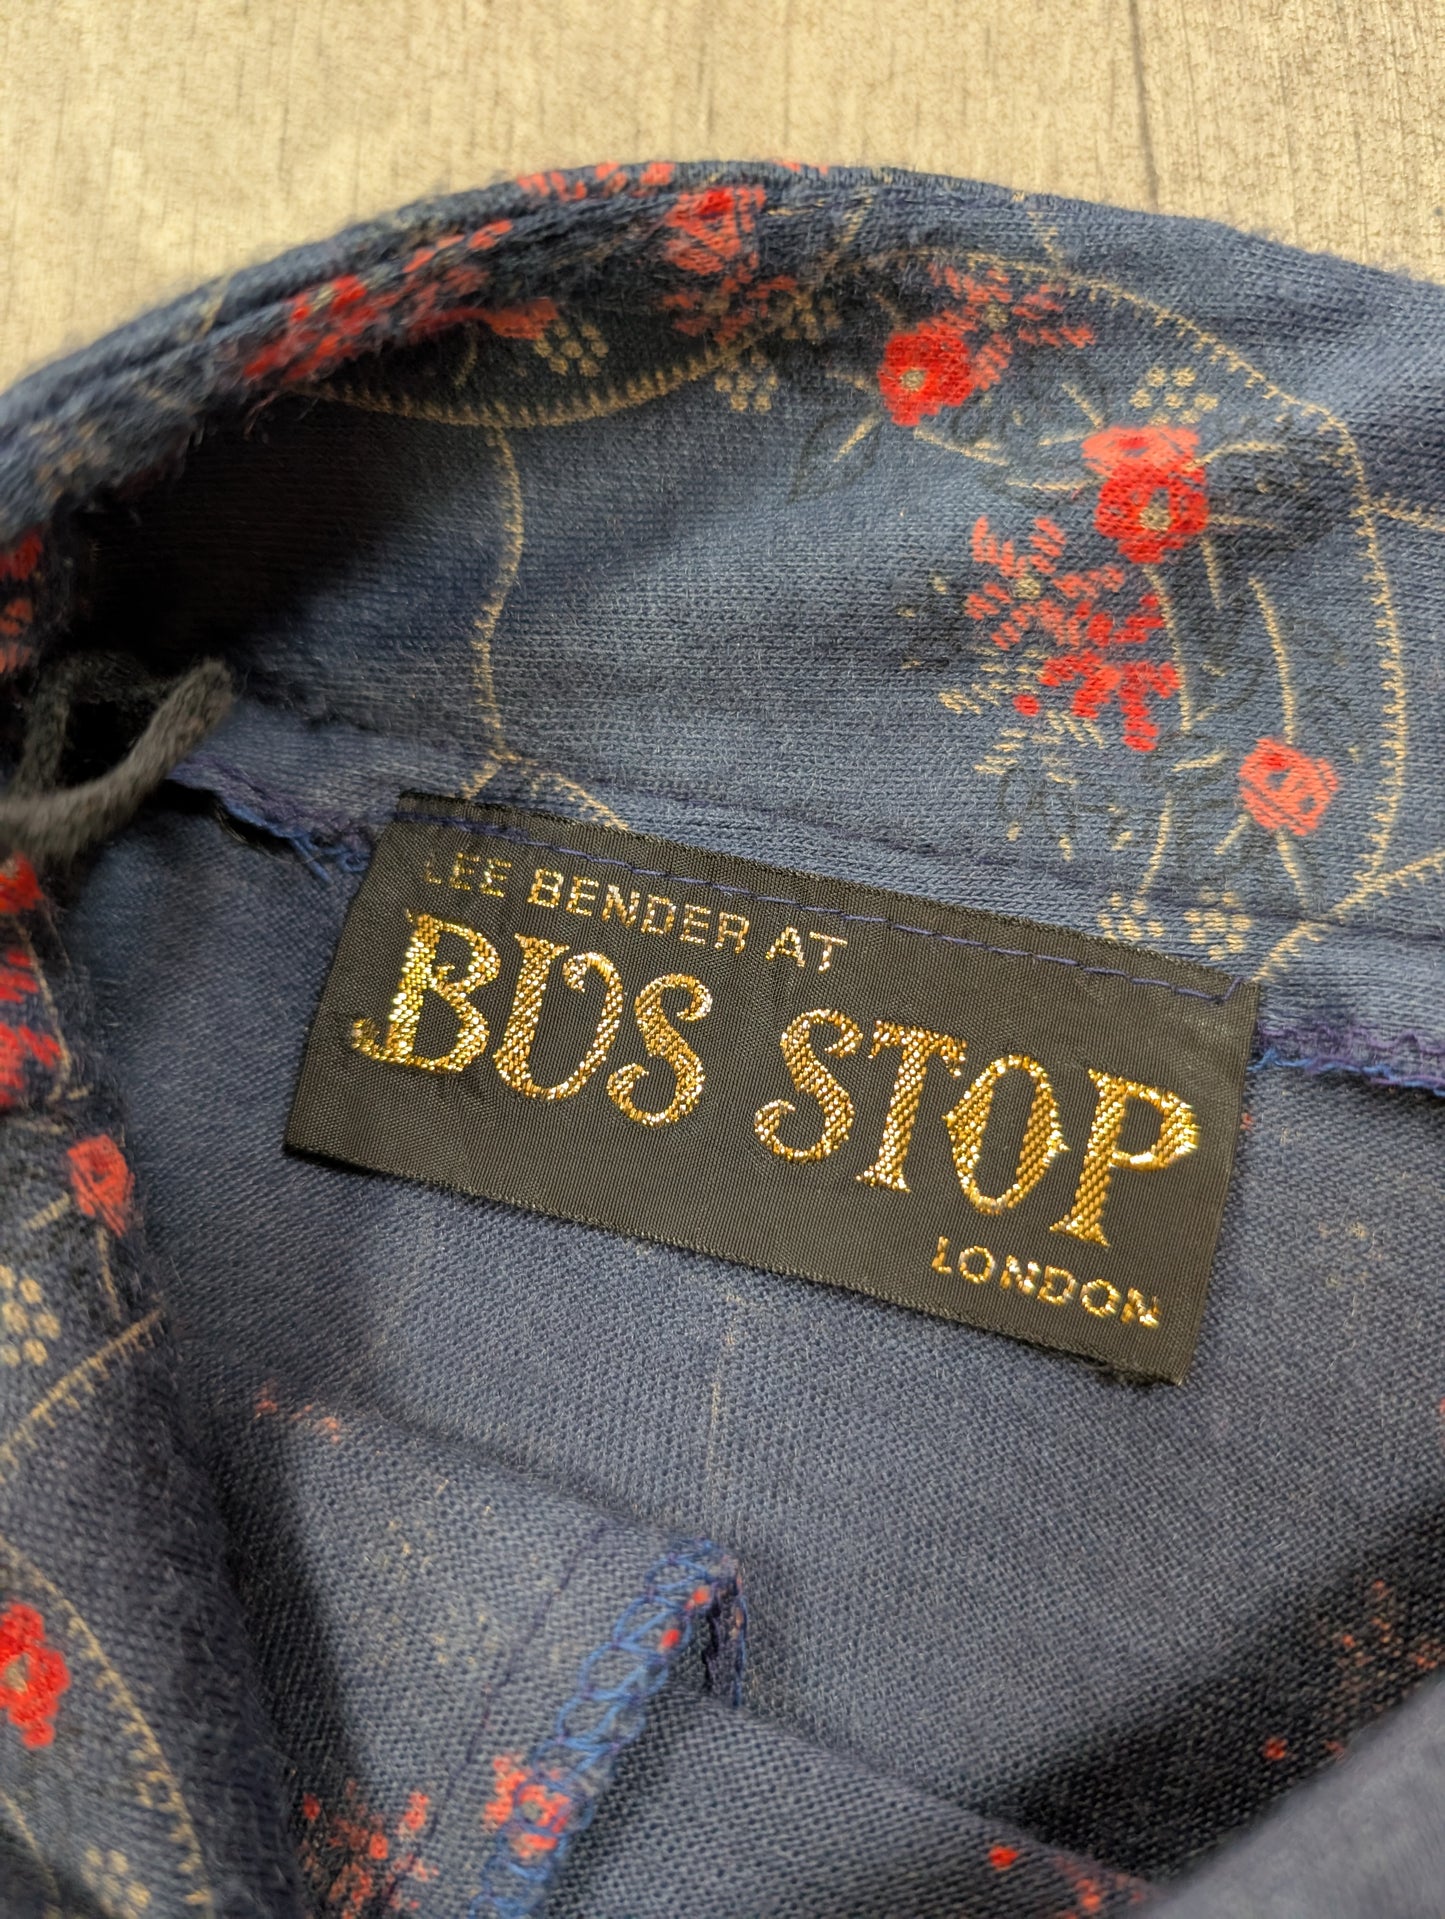 LEE BENDER AT
BUS STOP
LONDON